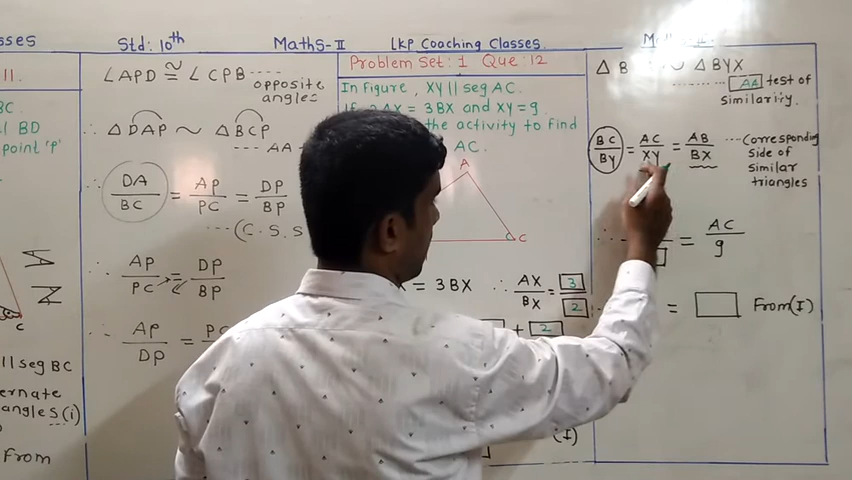 sses
Std: 10th
Maths-II
LKP Coaching Classes.
Maths-II
11.
BC.
BD
point 'P'
C
|| seg BC
ernate
angles (i)
From
∠APD ≅ ∠CPB ----
opposite
angles
∴ △DAP ~ △BCP
--- AA
DA/BC = AP/PC = DP/BP
--- (C.S.S
∴ AP/PC = DP/BP
∴ AP/DP = PC
Problem Set: 1 Que: 12
In Figure, XY || seg AC.
If 2AX = 3BX and XY = 9.
the activity to find
AC.
A
C
= 3BX ∴ AX/BX = 3/2
+ 2
(I)
△ B ~ △BYX
-------- AA test of
similarity.
BC/BY = AC/XY = AB/BX --- Corresponding
side of
similar
triangles
∴ = AC/9
∴ = □ From (I)